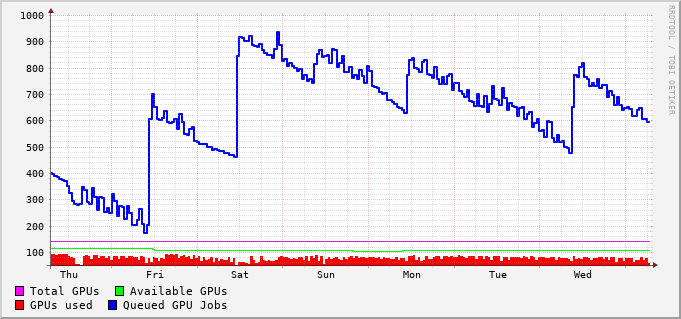 1000
900
800
700
600
500
400
300
200
100
Thu Fri Sat Sun Mon Tue Wed
Total GPUs Available GPUs
GPUs used Queued GPU Jobs
RRDTOOL / TOBI OETIKER